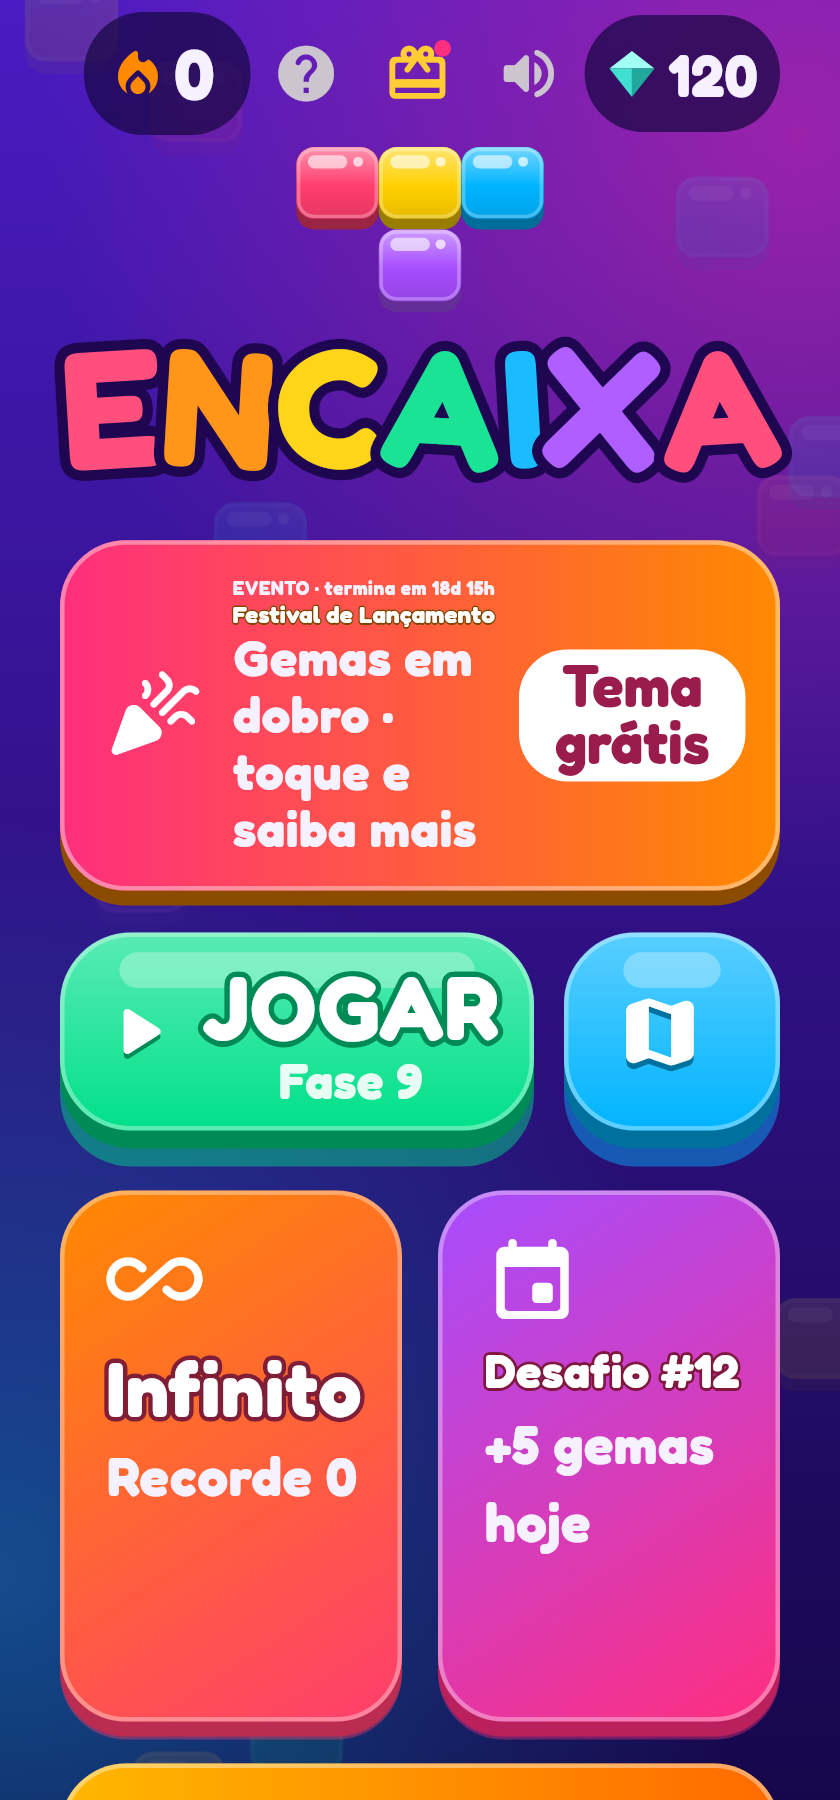 0
120
ENCAIXA
EVENTO · termina em 18d 15h
Festival de Lançamento
Gemas em
dobro ·
toque e
saiba mais
Tema
grátis
JOGAR
Fase 9
Infinito
Recorde 0
Desafio #12
+5 gemas
hoje